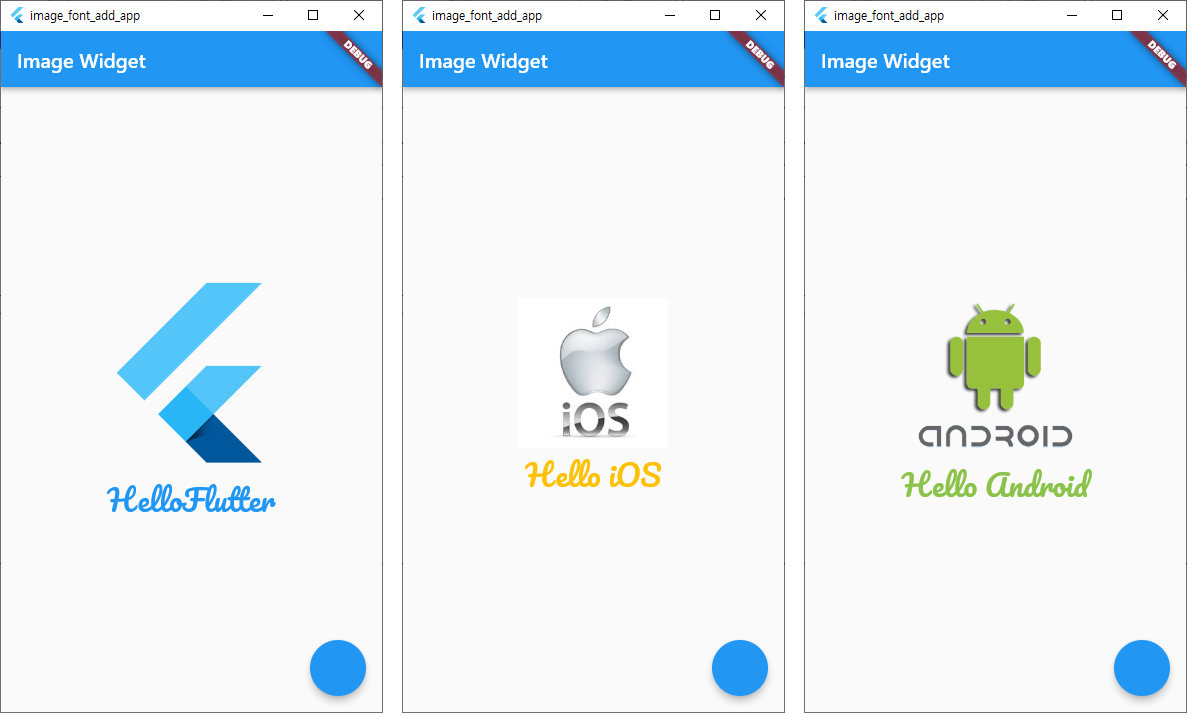 image_font_add_app
Image Widget
DEBUG
HelloFlutter
image_font_add_app
Image Widget
DEBUG
iOS
Hello iOS
image_font_add_app
Image Widget
DEBUG
ANDROID
Hello Android